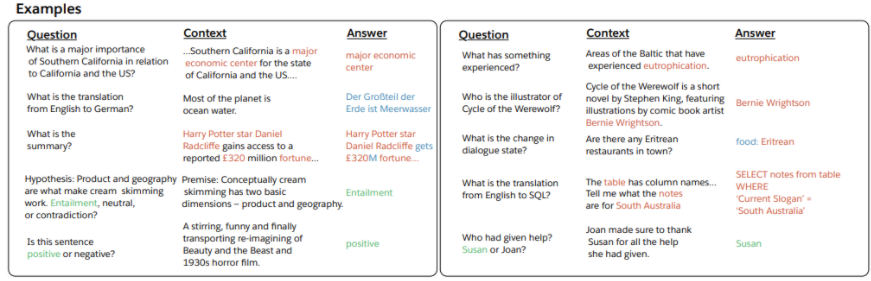 Examples
Question Context Answer
What is a major importance
of Southern California in relation
to California and the US?
...Southern California is a major
economic center for the state
of California and the US....
major economic
center
What is the translation
from English to German?
Most of the planet is
ocean water.
Der Großteil der
Erde ist Meerwasser
What is the
summary?
Harry Potter star Daniel
Radcliffe gains access to a
reported £320 million fortune...
Harry Potter star
Daniel Radcliffe gets
£320M fortune...
Hypothesis: Product and geography
are what make cream skimming
work. Entailment, neutral,
or contradiction?
Premise: Conceptually cream
skimming has two basic
dimensions – product and geography.
Entailment
Is this sentence
positive or negative?
A stirring, funny and finally
transporting re-imagining of
Beauty and the Beast and
1930s horror film.
positive
Question Context Answer
What has something
experienced?
Areas of the Baltic that have
experienced eutrophication.
eutrophication
Who is the illustrator of
Cycle of the Werewolf?
Cycle of the Werewolf is a short
novel by Stephen King, featuring
illustrations by comic book artist
Bernie Wrightson.
Bernie Wrightson
What is the change in
dialogue state?
Are there any Eritrean
restaurants in town?
food: Eritrean
What is the translation
from English to SQL?
The table has column names...
Tell me what the notes
are for South Australia
SELECT notes from table
WHERE
'Current Slogan' =
'South Australia'
Who had given help?
Susan or Joan?
Joan made sure to thank
Susan for all the help
she had given.
Susan